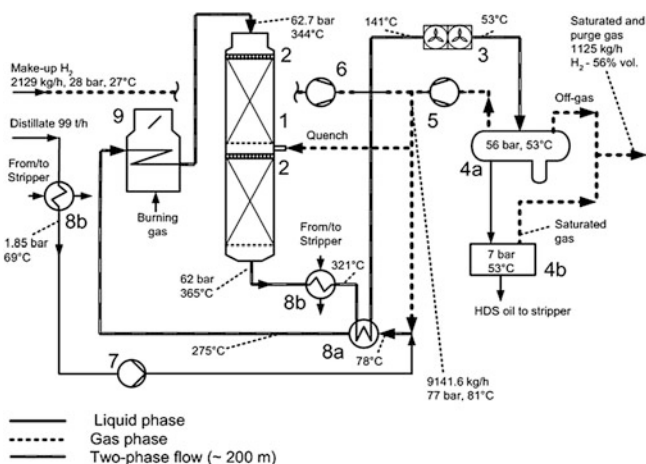 62.7 bar
344°C
141°C
53°C
Saturated and
purge gas
1125 kg/h
H2 - 56% vol.
2
3
Make-up H2
2129 kg/h, 28 bar, 27°C
6
Off-gas
9
1
5
Distillate 99 t/h
Quench
56 bar, 53°C
4a
2
From/to
Stripper
8b
Burning
gas
From/to
Stripper
Saturated
gas
1.85 bar
69°C
7 bar
53°C
4b
62 bar
365°C
321°C
8b
HDS oil to stripper
275°C
8a
78°C
7
9141.6 kg/h
77 bar, 81°C
Liquid phase
Gas phase
Two-phase flow (~ 200 m)